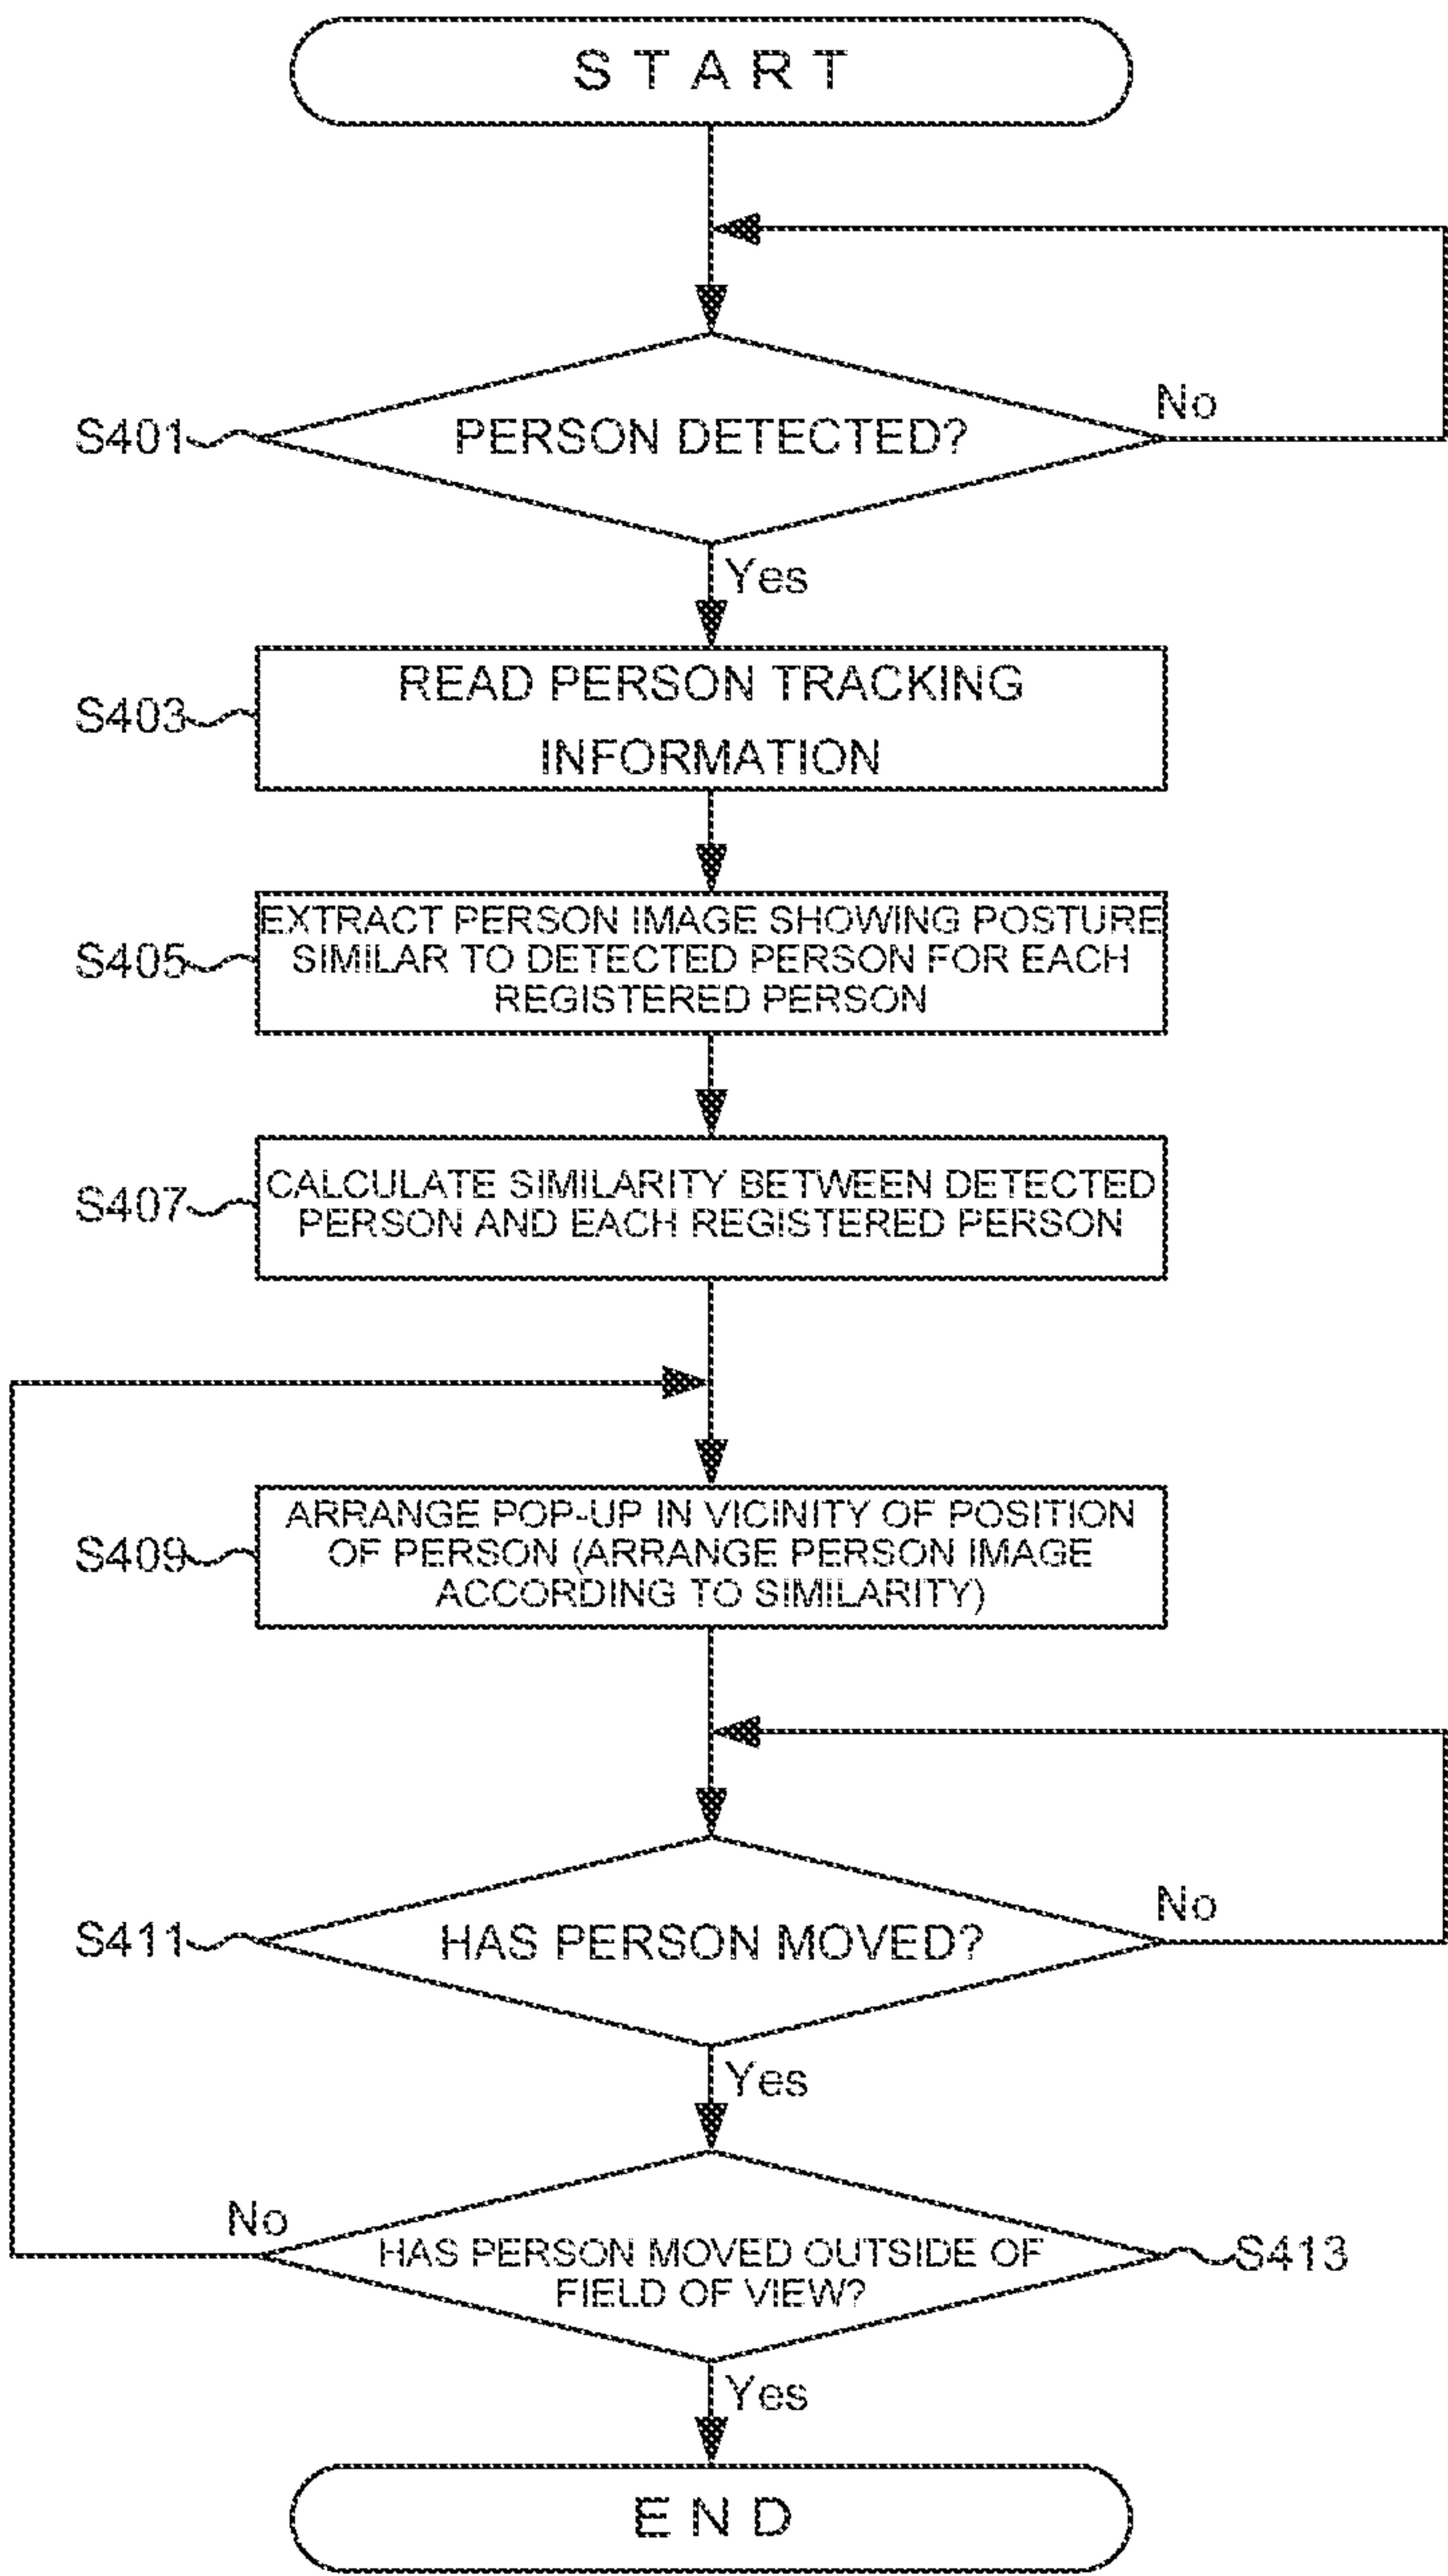 START
No
S401
PERSON DETECTED?
Yes
S403
READ PERSON TRACKING
INFORMATION
S405
EXTRACT PERSON IMAGE SHOWING POSTURE
SIMILAR TO DETECTED PERSON FOR EACH
REGISTERED PERSON
S407
CALCULATE SIMILARITY BETWEEN DETECTED
PERSON AND EACH REGISTERED PERSON
S409
ARRANGE POP-UP IN VICINITY OF POSITION
OF PERSON (ARRANGE PERSON IMAGE
ACCORDING TO SIMILARITY)
No
S411
HAS PERSON MOVED?
Yes
No
HAS PERSON MOVED OUTSIDE OF
FIELD OF VIEW?
S413
Yes
END